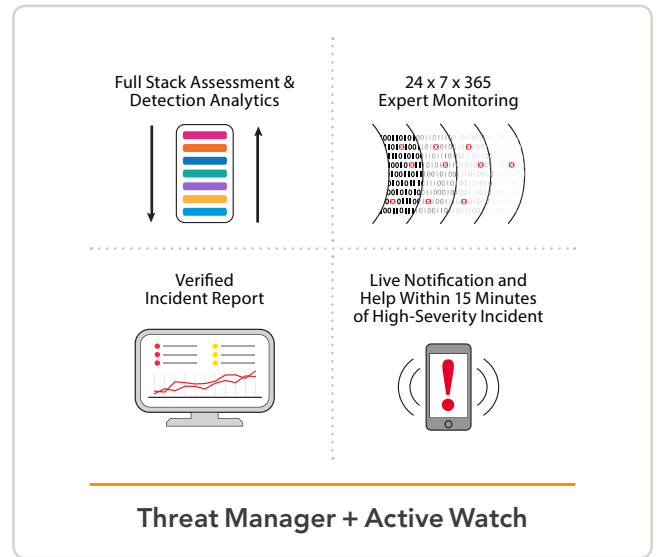 Full Stack Assessment &
Detection Analytics
24 x 7 x 365
Expert Monitoring
Verified
Incident Report
Live Notification and
Help Within 15 Minutes
of High-Severity Incident
!
Threat Manager + Active Watch